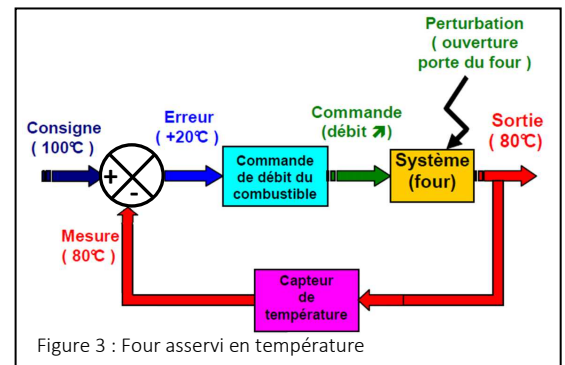 Perturbation
( ouverture
porte du four )
Consigne
( 100°C )
Erreur
( +20°C )
Commande
(débit ↗)
Sortie
( 80°C)
+
-
Commande
de débit du
combustible
Système
(four)
Mesure
( 80°C )
Capteur
de
température
Figure 3 : Four asservi en température